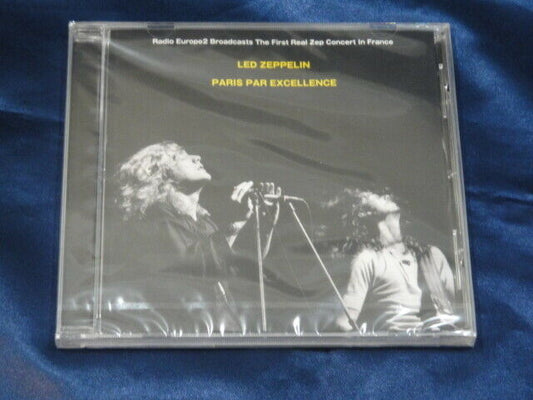 Radio Europe2 Broadcasts The First Real Zep Concert In France
LED ZEPPELIN
PARIS PAR EXCELLENCE